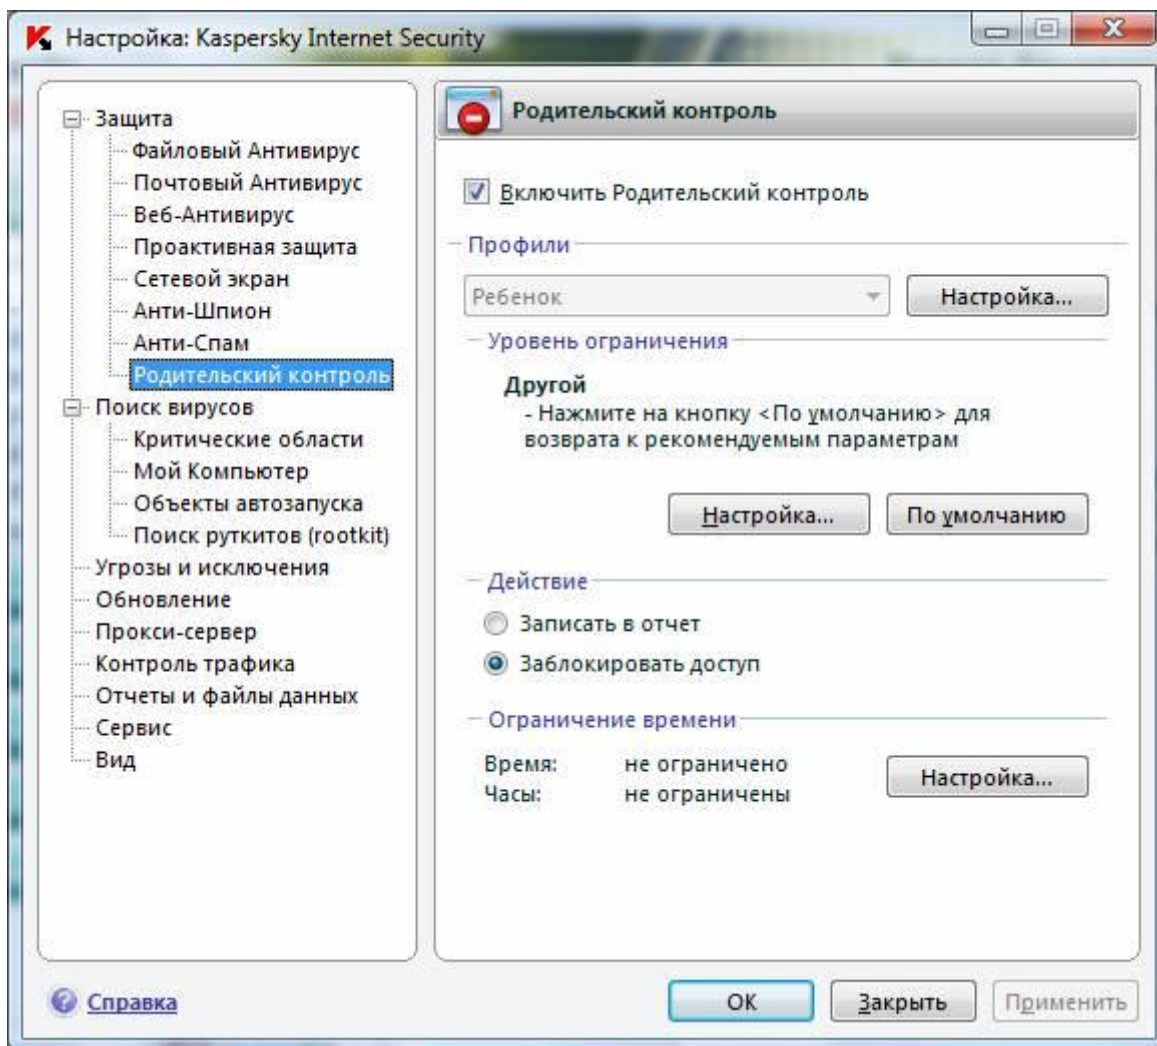 Настройка: Kaspersky Internet Security
Защита
Файловый Антивирус
Почтовый Антивирус
Веб-Антивирус
Проактивная защита
Сетевой экран
Анти-Шпион
Анти-Спам
Родительский контроль
Поиск вирусов
Критические области
Мой Компьютер
Объекты автозапуска
Поиск руткитов (rootkit)
Угрозы и исключения
Обновление
Прокси-сервер
Контроль трафика
Отчеты и файлы данных
Сервис
Вид
Родительский контроль
Включить Родительский контроль
Профили
Ребенок
Настройка...
Уровень ограничения
Другой
- Нажмите на кнопку <По умолчанию> для
возврата к рекомендуемым параметрам
Настройка... По умолчанию
Действие
Записать в отчет
Заблокировать доступ
Ограничение времени
Время: не ограничено
Часы: не ограничены
Настройка...
Справка
ОК Закрыть Применить